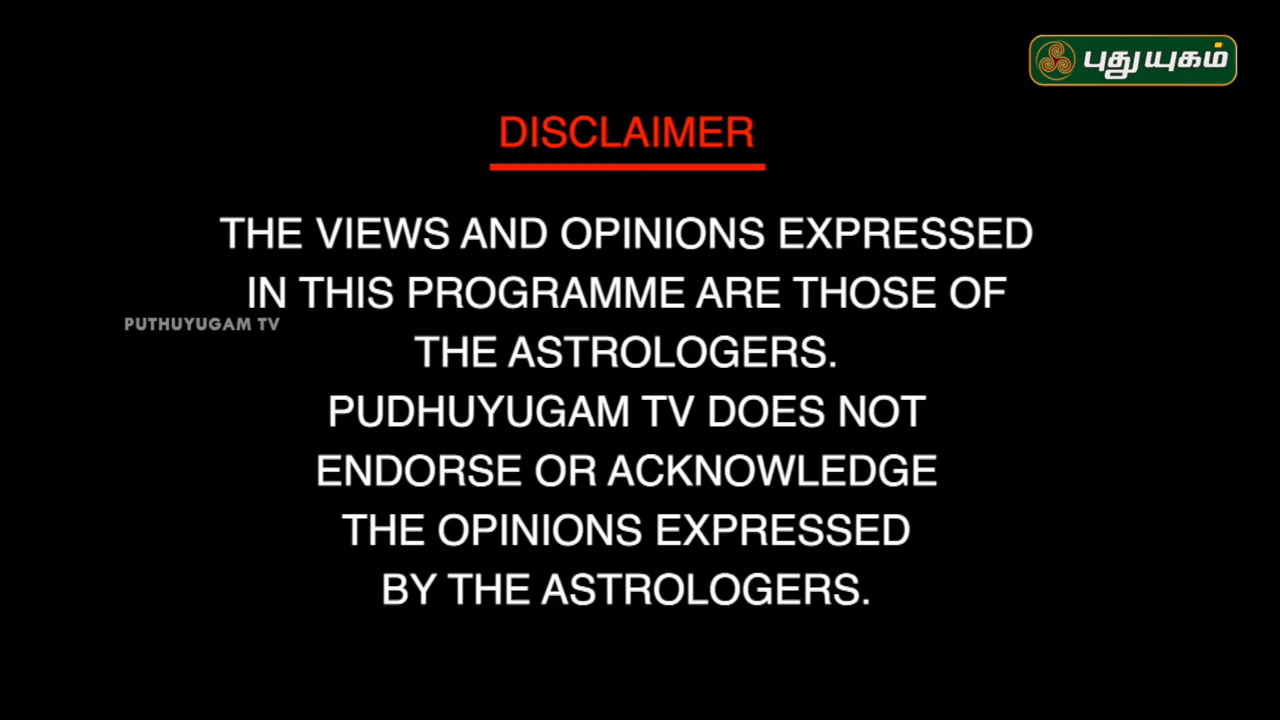 புதுயுகம்
DISCLAIMER
THE VIEWS AND OPINIONS EXPRESSED
IN THIS PROGRAMME ARE THOSE OF
PUTHUYUGAM TV
THE ASTROLOGERS.
PUDHUYUGAM TV DOES NOT
ENDORSE OR ACKNOWLEDGE
THE OPINIONS EXPRESSED
BY THE ASTROLOGERS.